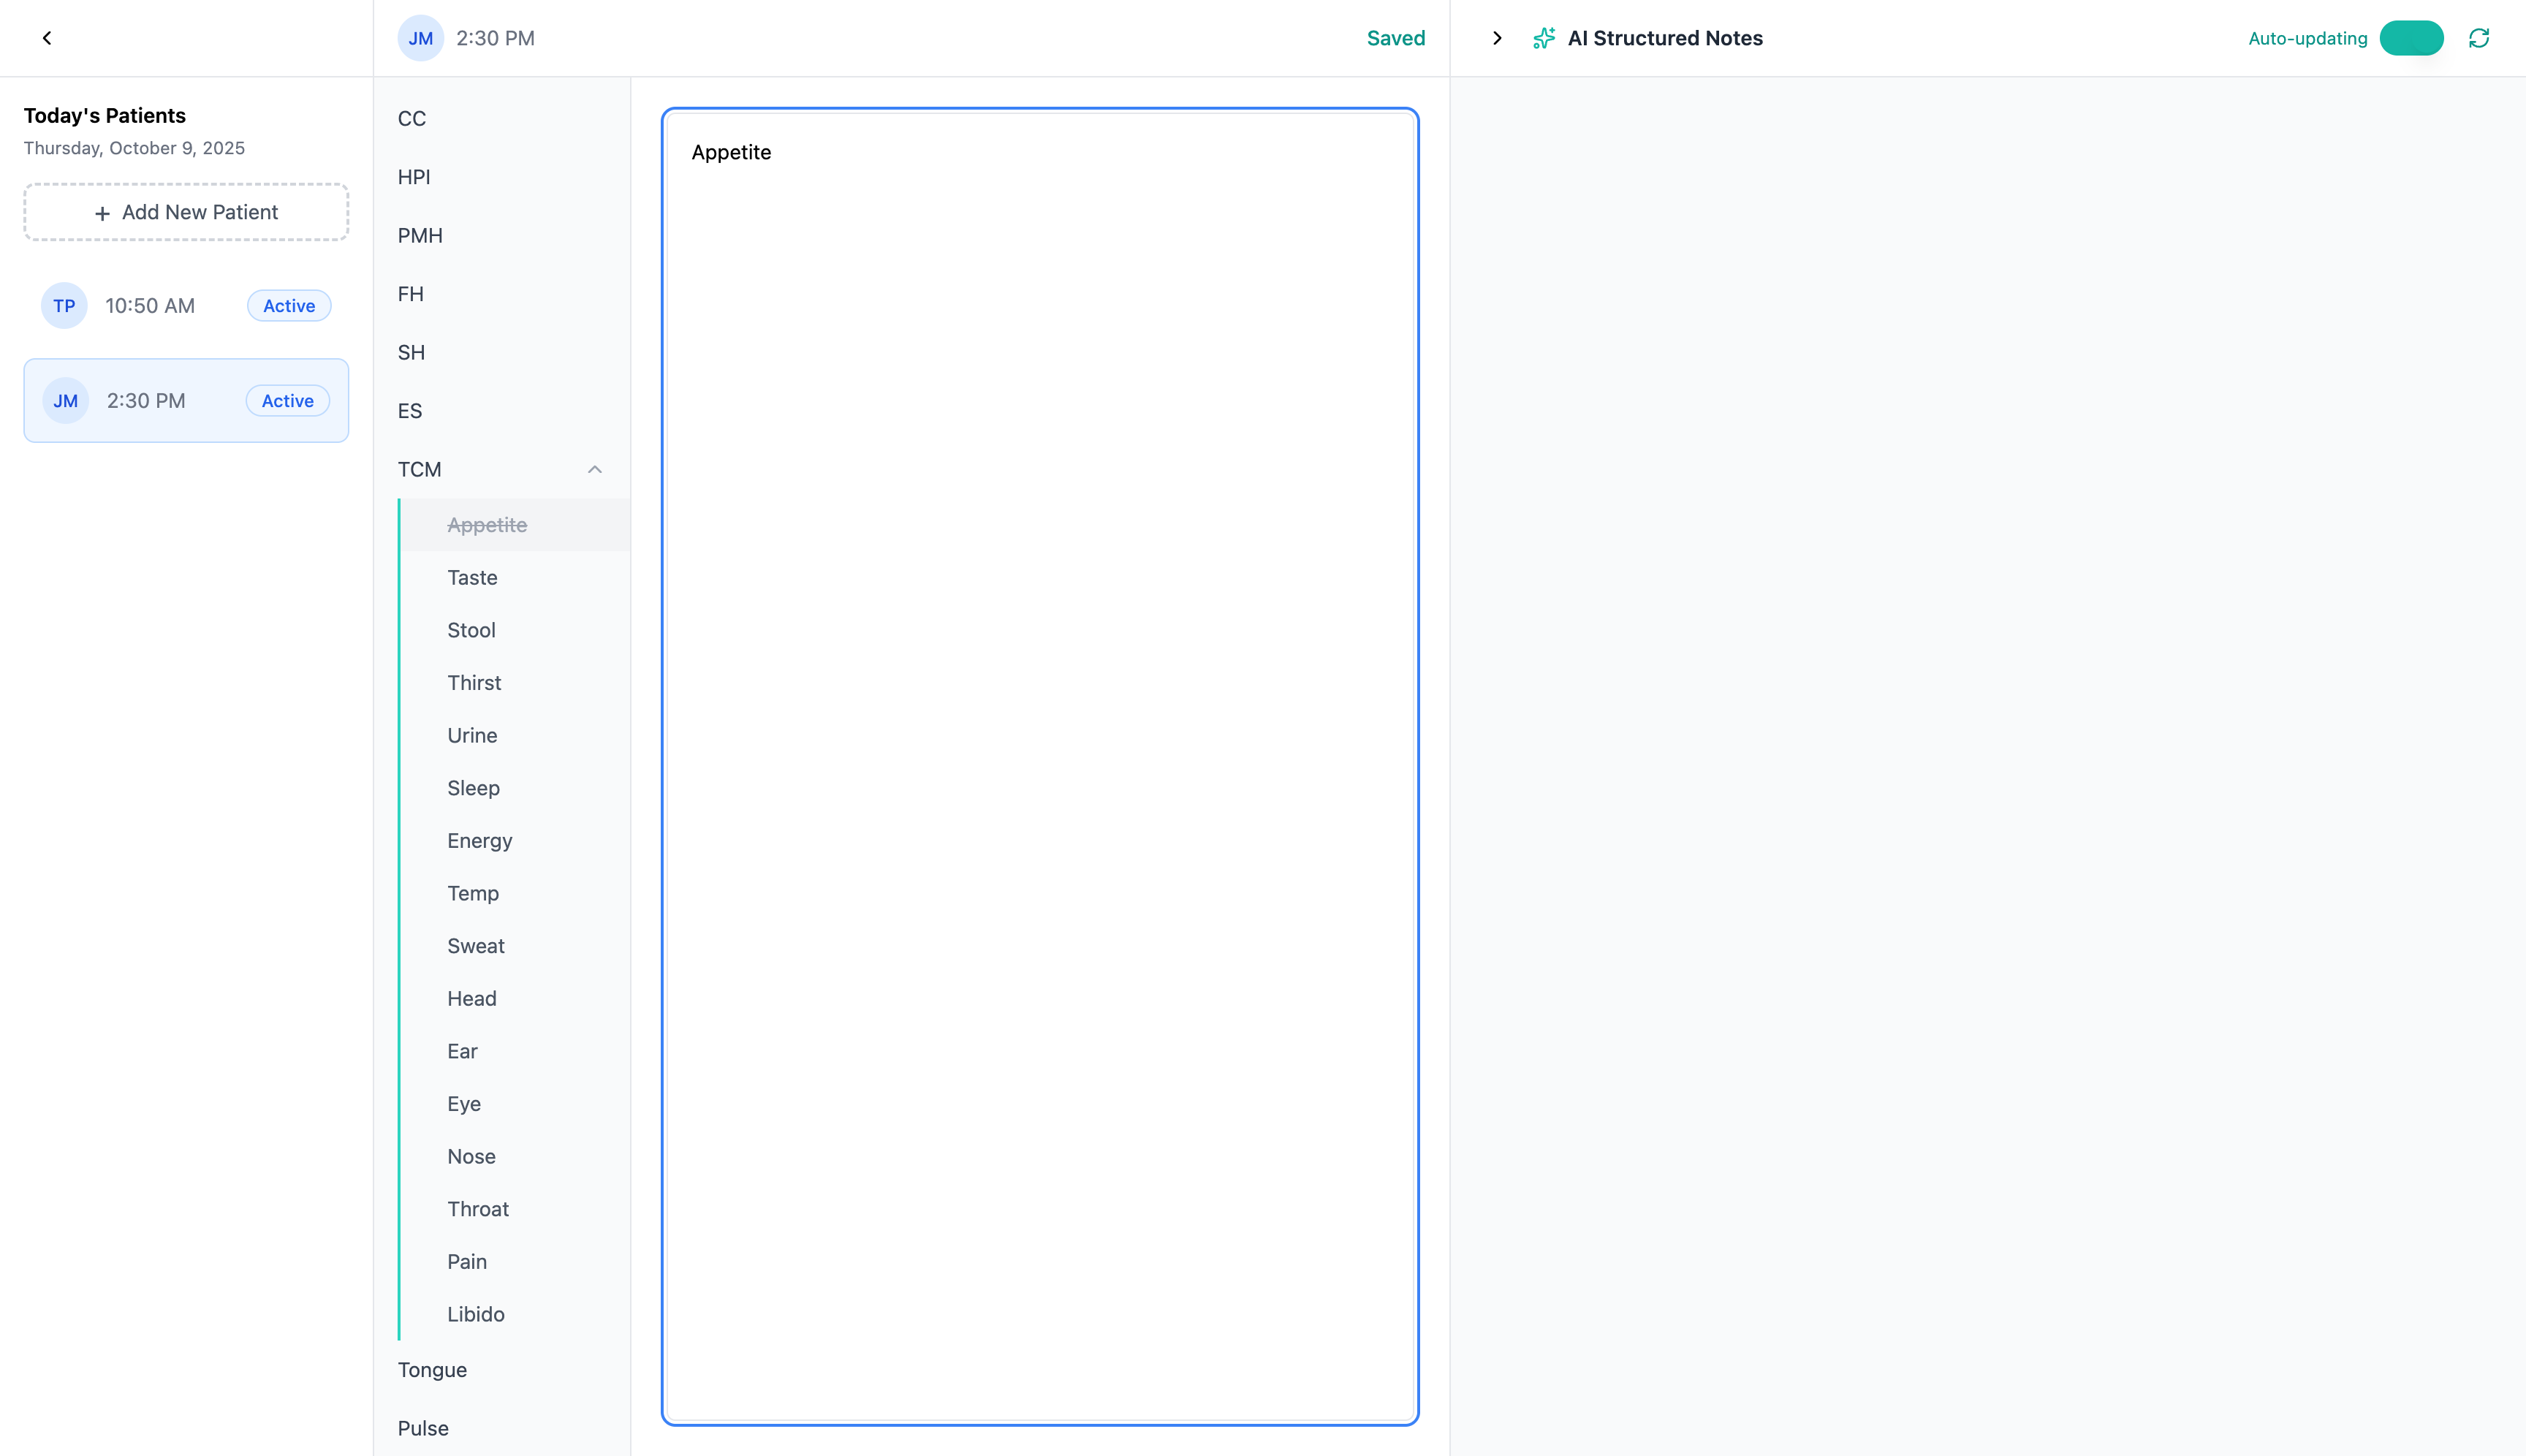 JM 2:30 PM
Saved
AI Structured Notes
Auto-updating
Today's Patients
Thursday, October 9, 2025
+ Add New Patient
TP 10:50 AM Active
JM 2:30 PM Active
CC
HPI
PMH
FH
SH
ES
TCM
Appetite
Taste
Stool
Thirst
Urine
Sleep
Energy
Temp
Sweat
Head
Ear
Eye
Nose
Throat
Pain
Libido
Tongue
Pulse
Appetite